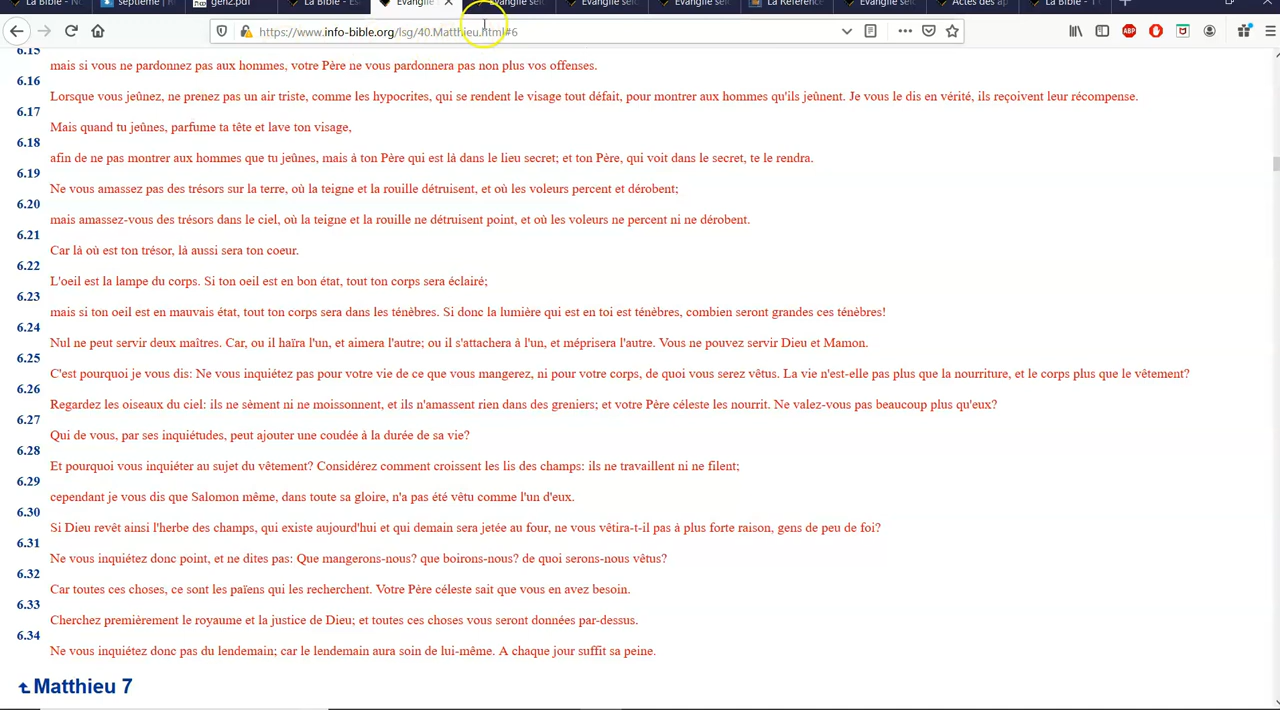 La Bible - No
septième | R
gen2.pdf
La Bible - Es
Evangile
Evangile selo
Evangile selo
Evangile selo
La Référence
Evangile selo
Actes des ap
La Bible - 1
https://www.info-bible.org/lsg/40.Matthieu.html#6
6.15
mais si vous ne pardonnez pas aux hommes, votre Père ne vous pardonnera pas non plus vos offenses.
6.16
Lorsque vous jeûnez, ne prenez pas un air triste, comme les hypocrites, qui se rendent le visage tout défait, pour montrer aux hommes qu'ils jeûnent. Je vous le dis en vérité, ils reçoivent leur récompense.
6.17
Mais quand tu jeûnes, parfume ta tête et lave ton visage,
6.18
afin de ne pas montrer aux hommes que tu jeûnes, mais à ton Père qui est là dans le lieu secret; et ton Père, qui voit dans le secret, te le rendra.
6.19
Ne vous amassez pas des trésors sur la terre, où la teigne et la rouille détruisent, et où les voleurs percent et dérobent;
6.20
mais amassez-vous des trésors dans le ciel, où la teigne et la rouille ne détruisent point, et où les voleurs ne percent ni ne dérobent.
6.21
Car là où est ton trésor, là aussi sera ton coeur.
6.22
L'oeil est la lampe du corps. Si ton oeil est en bon état, tout ton corps sera éclairé;
6.23
mais si ton oeil est en mauvais état, tout ton corps sera dans les ténèbres. Si donc la lumière qui est en toi est ténèbres, combien seront grandes ces ténèbres!
6.24
Nul ne peut servir deux maîtres. Car, ou il haïra l'un, et aimera l'autre; ou il s'attachera à l'un, et méprisera l'autre. Vous ne pouvez servir Dieu et Mamon.
6.25
C'est pourquoi je vous dis: Ne vous inquiétez pas pour votre vie de ce que vous mangerez, ni pour votre corps, de quoi vous serez vêtus. La vie n'est-elle pas plus que la nourriture, et le corps plus que le vêtement?
6.26
Regardez les oiseaux du ciel: ils ne sèment ni ne moissonnent, et ils n'amassent rien dans des greniers; et votre Père céleste les nourrit. Ne valez-vous pas beaucoup plus qu'eux?
6.27
Qui de vous, par ses inquiétudes, peut ajouter une coudée à la durée de sa vie?
6.28
Et pourquoi vous inquiéter au sujet du vêtement? Considérez comment croissent les lis des champs: ils ne travaillent ni ne filent;
6.29
cependant je vous dis que Salomon même, dans toute sa gloire, n'a pas été vêtu comme l'un d'eux.
6.30
Si Dieu revêt ainsi l'herbe des champs, qui existe aujourd'hui et qui demain sera jetée au four, ne vous vêtira-t-il pas à plus forte raison, gens de peu de foi?
6.31
Ne vous inquiétez donc point, et ne dites pas: Que mangerons-nous? que boirons-nous? de quoi serons-nous vêtus?
6.32
Car toutes ces choses, ce sont les païens qui les recherchent. Votre Père céleste sait que vous en avez besoin.
6.33
Cherchez premièrement le royaume et la justice de Dieu; et toutes ces choses vous seront données par-dessus.
6.34
Ne vous inquiétez donc pas du lendemain; car le lendemain aura soin de lui-même. A chaque jour suffit sa peine.
Matthieu 7